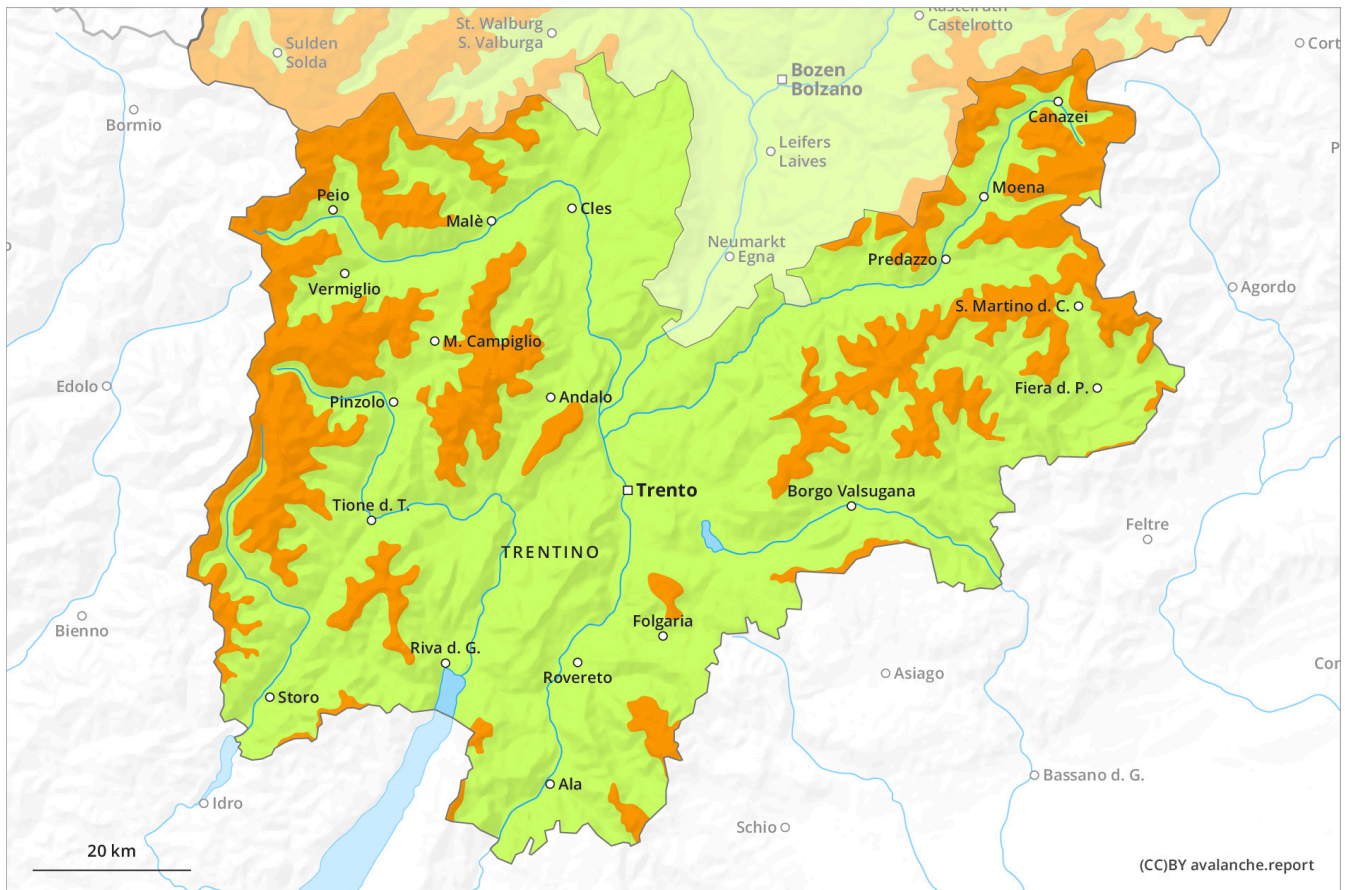 Kastelruth
Castelrotto
St. Walburg
S. Valburga
Sulden
Solda
Cort
Bozen
Bolzano
Bormio
Canazei
Leifers
Laives
P
Peio
Moena
Malè
Cles
Neumarkt
Egna
Predazzo
Vermiglio
Agordo
S. Martino d. C.
M. Campiglio
Edolo
Pinzolo
Andalo
Fiera d. P.
Trento
Borgo Valsugana
Tione d. T.
Feltre
TRENTINO
Bienno
Folgaria
Riva d. G.
Rovereto
Cor
Asiago
Storo
Ala
Bassano d. G.
Idro
Schio
20 km
(CC)BY avalanche.report